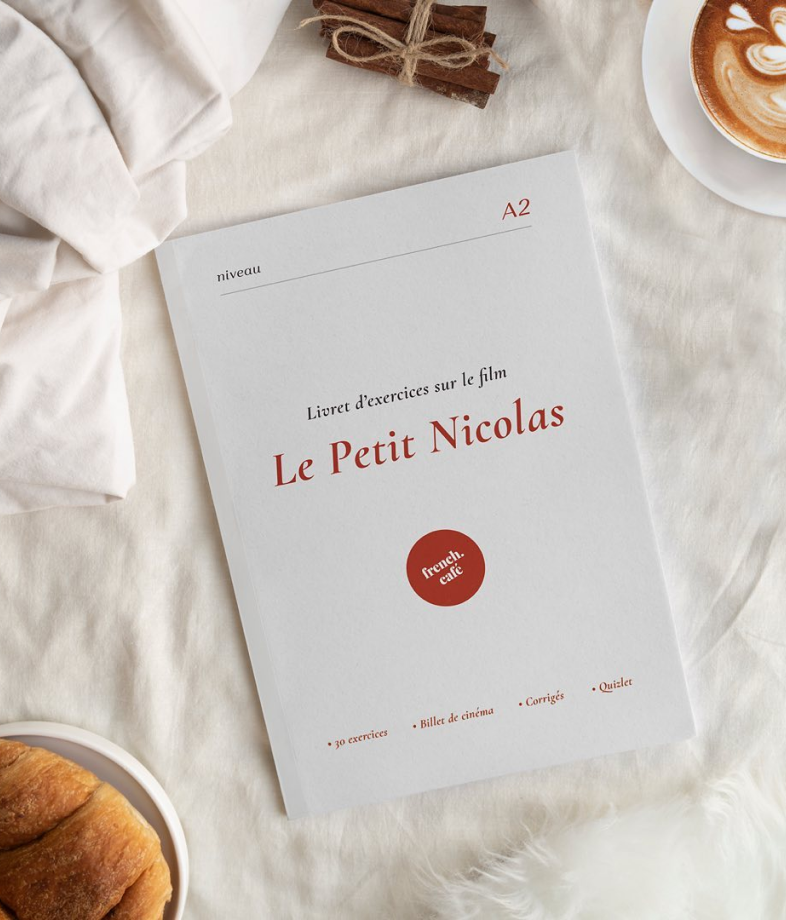 niveau
A2
Livret d'exercices sur le film
Le Petit Nicolas
french.
café
• 30 exercices
• Billet de cinéma
• Corrigés
• Quizlet